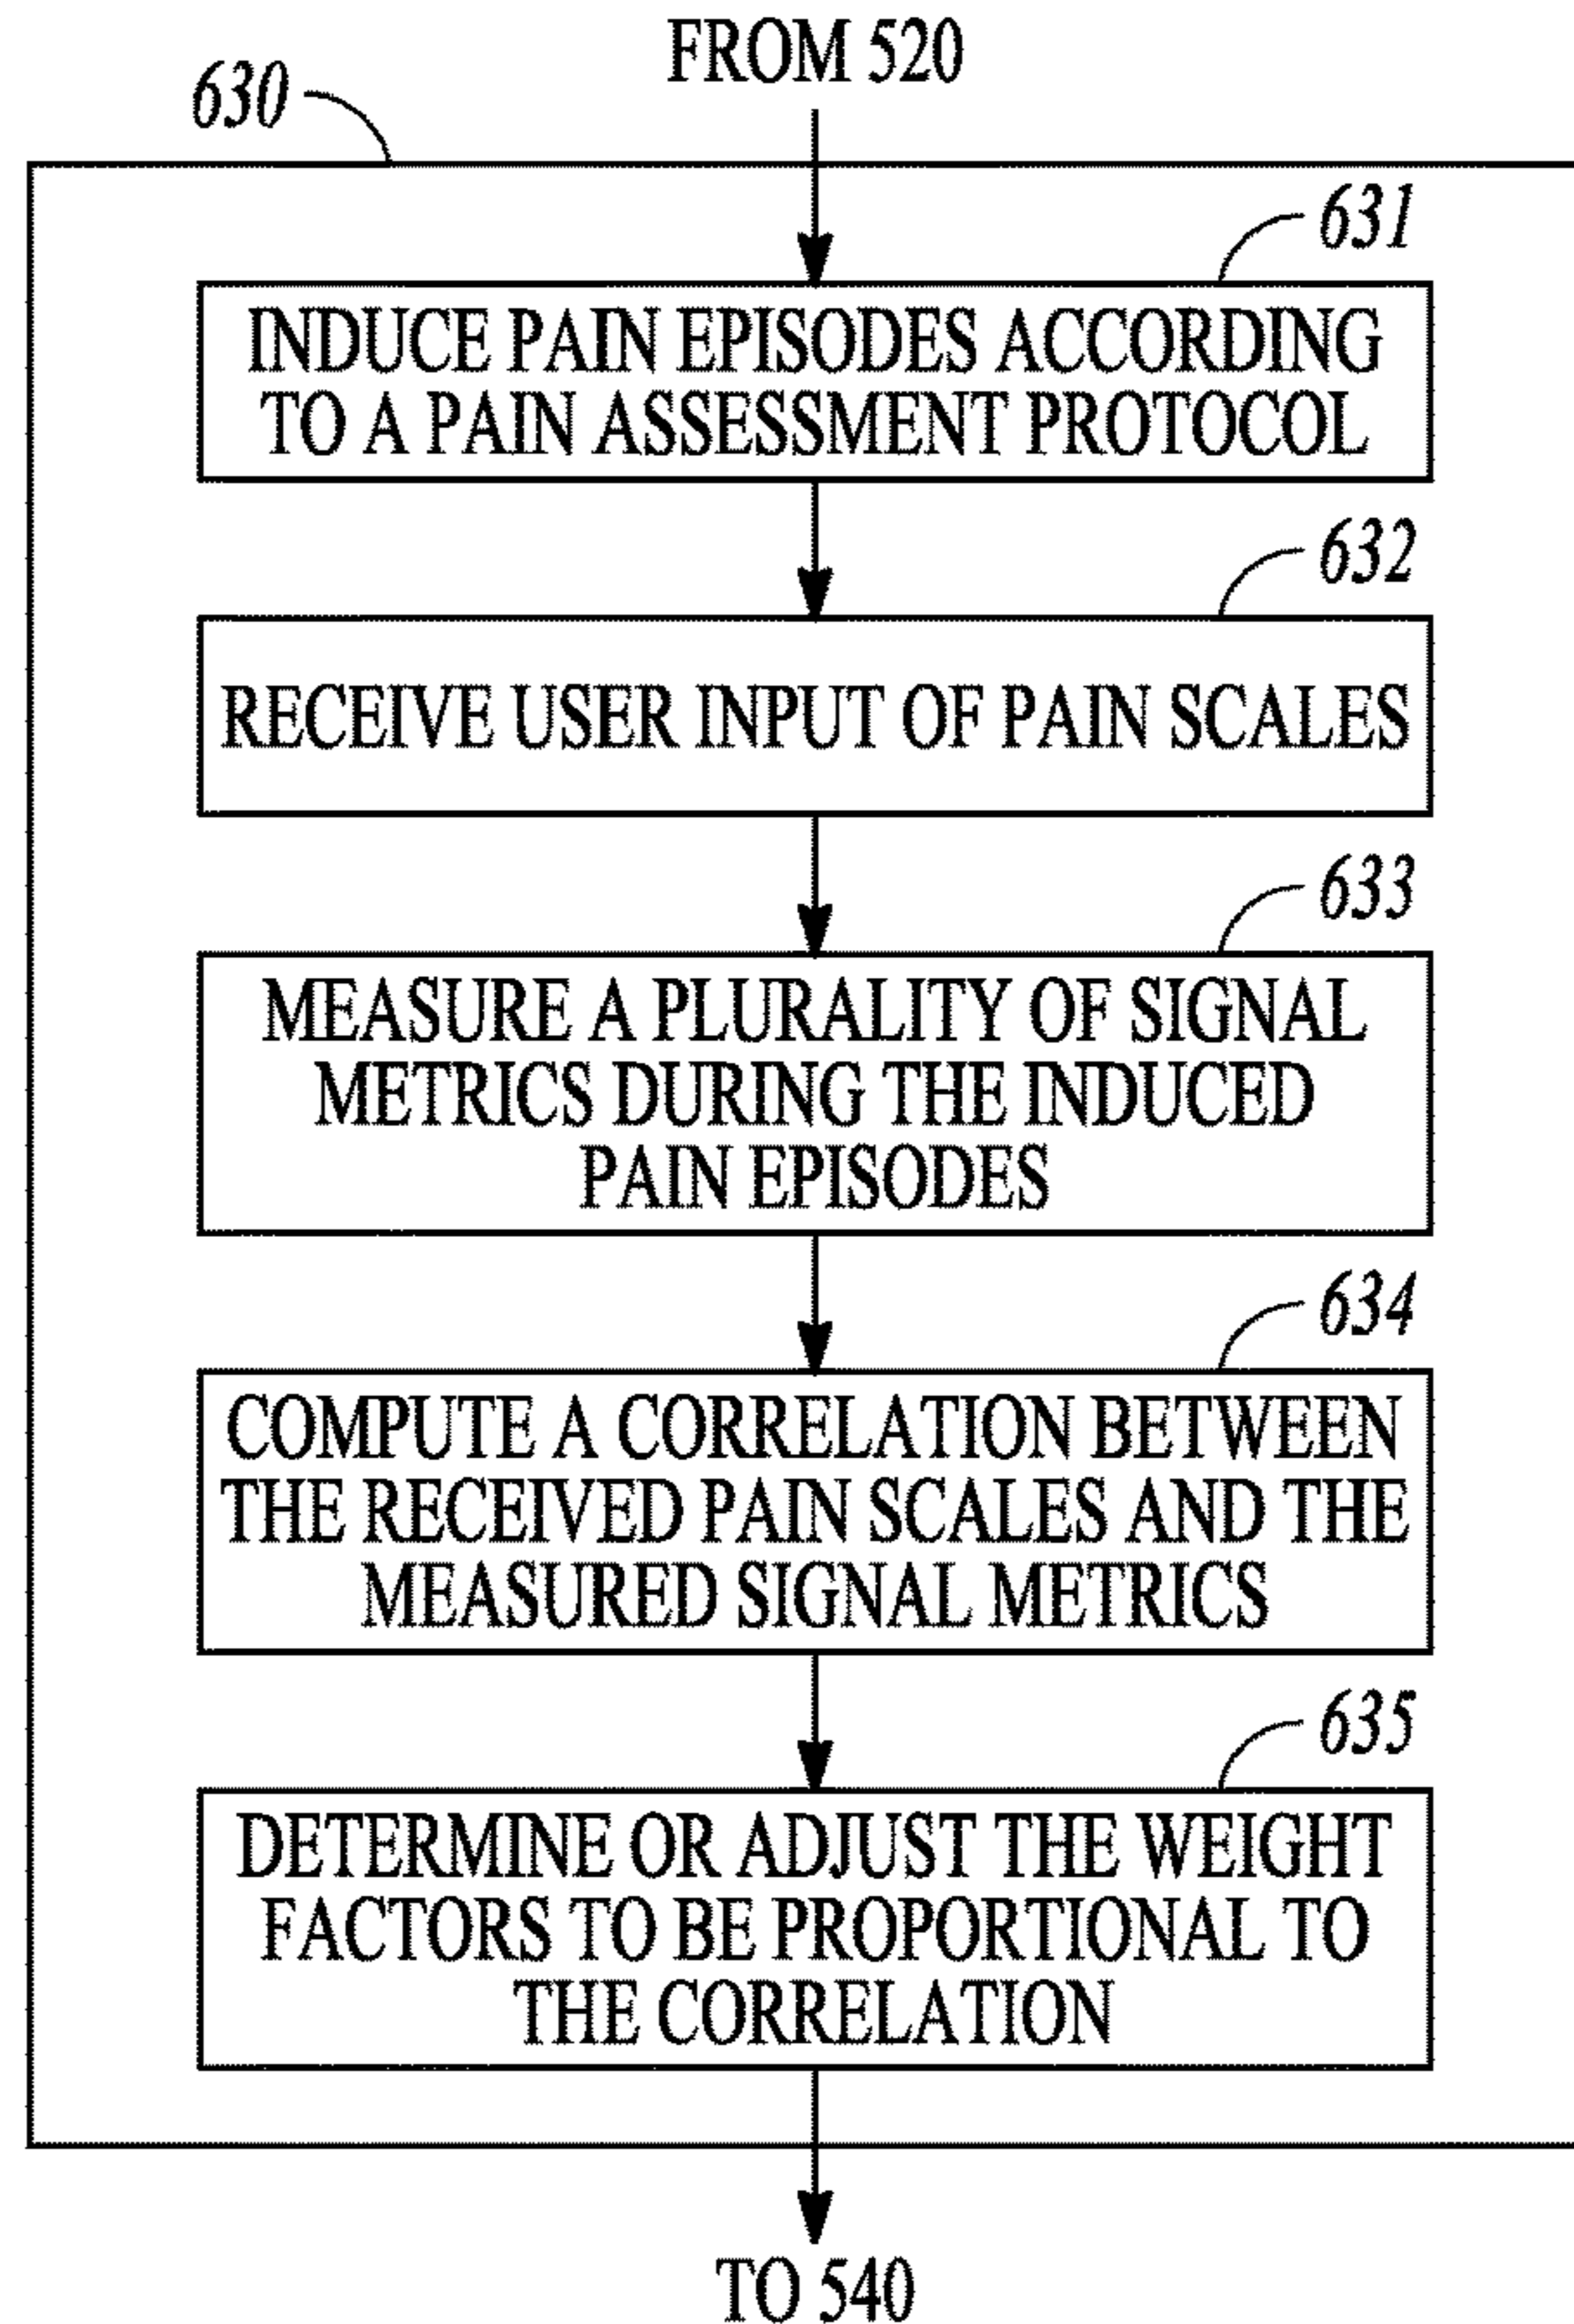 FROM 520
630
631
INDUCE PAIN EPISODES ACCORDING
TO A PAIN ASSESSMENT PROTOCOL
632
RECEIVE USER INPUT OF PAIN SCALES
633
MEASURE A PLURALITY OF SIGNAL
METRICS DURING THE INDUCED
PAIN EPISODES
634
COMPUTE A CORRELATION BETWEEN
THE RECEIVED PAIN SCALES AND THE
MEASURED SIGNAL METRICS
635
DETERMINE OR ADJUST THE WEIGHT
FACTORS TO BE PROPORTIONAL TO
THE CORRELATION
TO 540